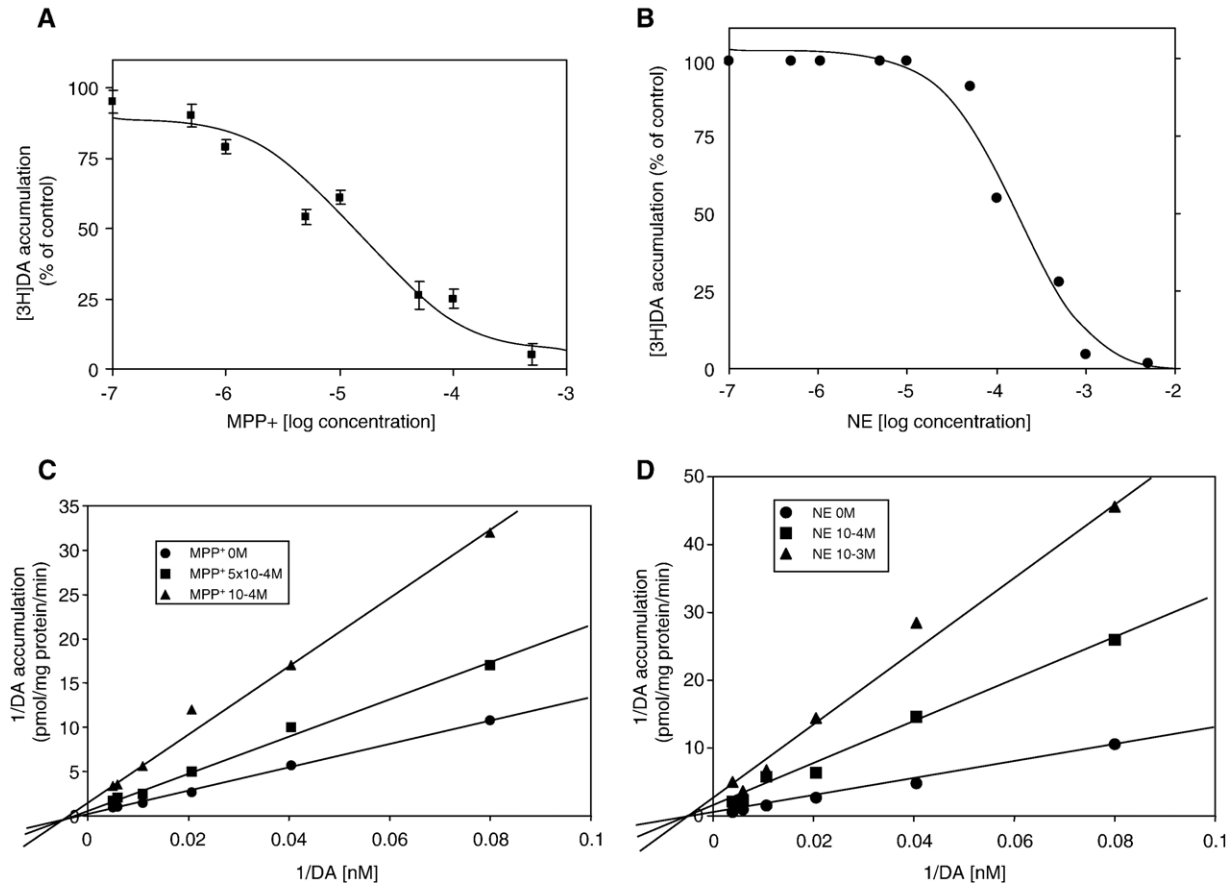 A
[3H]DA accumulation
(% of control)
100
75
50
25
0
-7
-6
-5
-4
-3
MPP+ [log concentration]
B
[3H]DA accumulation (% of control)
100
75
50
25
0
-7
-6
-5
-4
-3
-2
NE [log concentration]
C
1/DA accumulation
(pmol/mg protein/min)
35
30
25
20
15
10
5
0
MPP⁺ 0M
MPP⁺ 5x10-4M
MPP⁺ 10-4M
0
0.02
0.04
0.06
0.08
0.1
1/DA [nM]
D
1/DA accumulation
(pmol/mg protein/min)
50
40
30
20
10
0
NE 0M
NE 10-4M
NE 10-3M
0
0.02
0.04
0.06
0.08
0.1
1/DA [nM]